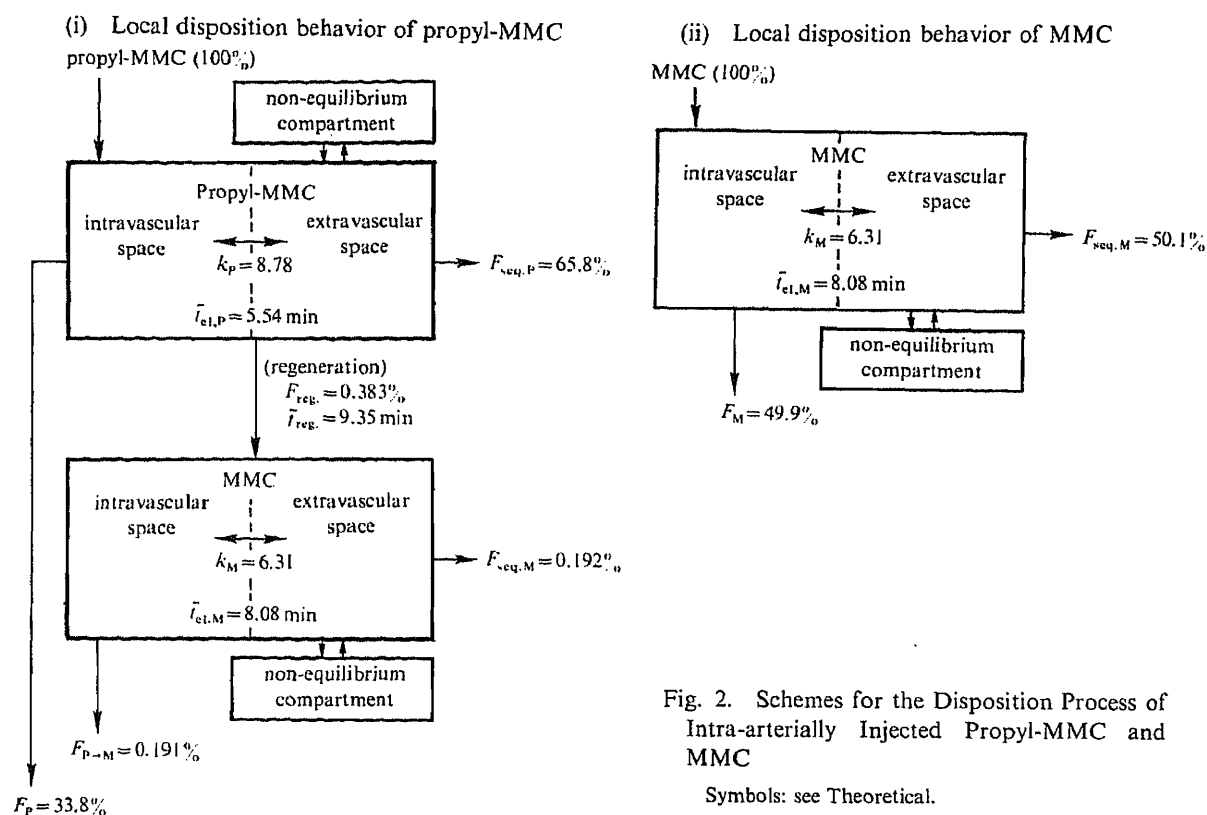 (i) Local disposition behavior of propyl-MMC
propyl-MMC (100%)
non-equilibrium
compartment
Propyl-MMC
intravascular
space
extravascular
space
k_P = 8.78
t̄_el,P = 5.54 min
F_seq.P = 65.8%
(regeneration)
F_reg. = 0.383%
t̄_reg. = 9.35 min
MMC
intravascular
space
extravascular
space
k_M = 6.31
t̄_el,M = 8.08 min
F_seq.M = 0.192%
non-equilibrium
compartment
F_P→M = 0.191%
F_P = 33.8%
(ii) Local disposition behavior of MMC
MMC (100%)
MMC
intravascular
space
extravascular
space
k_M = 6.31
t̄_el,M = 8.08 min
F_seq.M = 50.1%
non-equilibrium
compartment
F_M = 49.9%
Fig. 2. Schemes for the Disposition Process of
Intra-arterially Injected Propyl-MMC and
MMC
Symbols: see Theoretical.